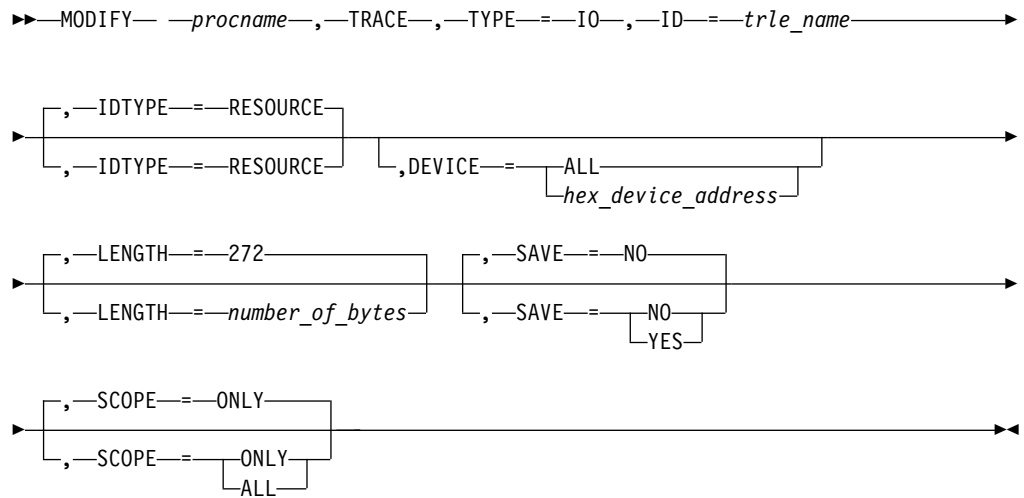 MODIFY procname , TRACE , TYPE = IO , ID = trle_name
, IDTYPE = RESOURCE
, IDTYPE = RESOURCE ,DEVICE = ALL
hex_device_address
, LENGTH = 272 , SAVE = NO
, LENGTH = number_of_bytes , SAVE = NO
YES
, SCOPE = ONLY
, SCOPE = ONLY
ALL